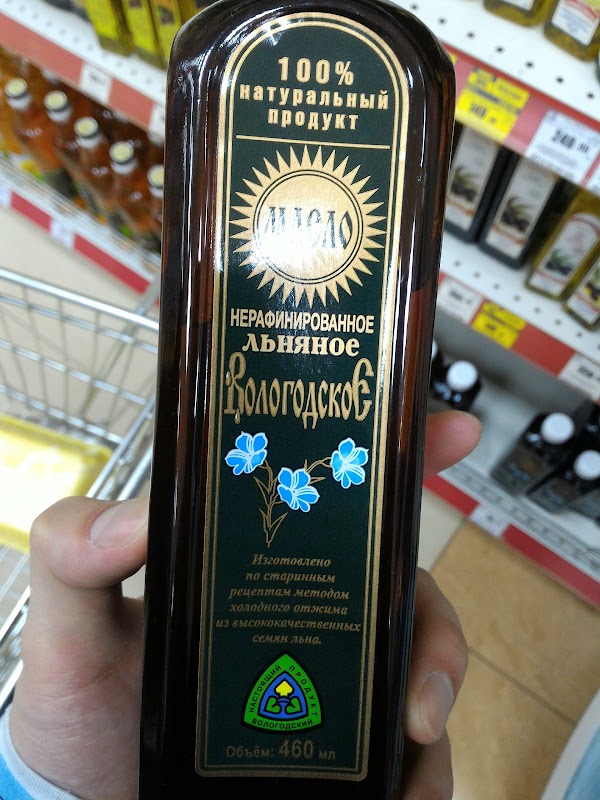 100%
натуральный
продукт
МАСЛО
НЕРАФИНИРОВАННОЕ
ЛЬНЯНОЕ
ВОЛОГОДСКОЕ
Изготовлено
по старинным
рецептам методом
холодного отжима
из высококачественных
семян льна.
НАСТОЯЩИЙ ПРОДУКТ
ВОЛОГОДСКИЙ
Объём: 460 мл